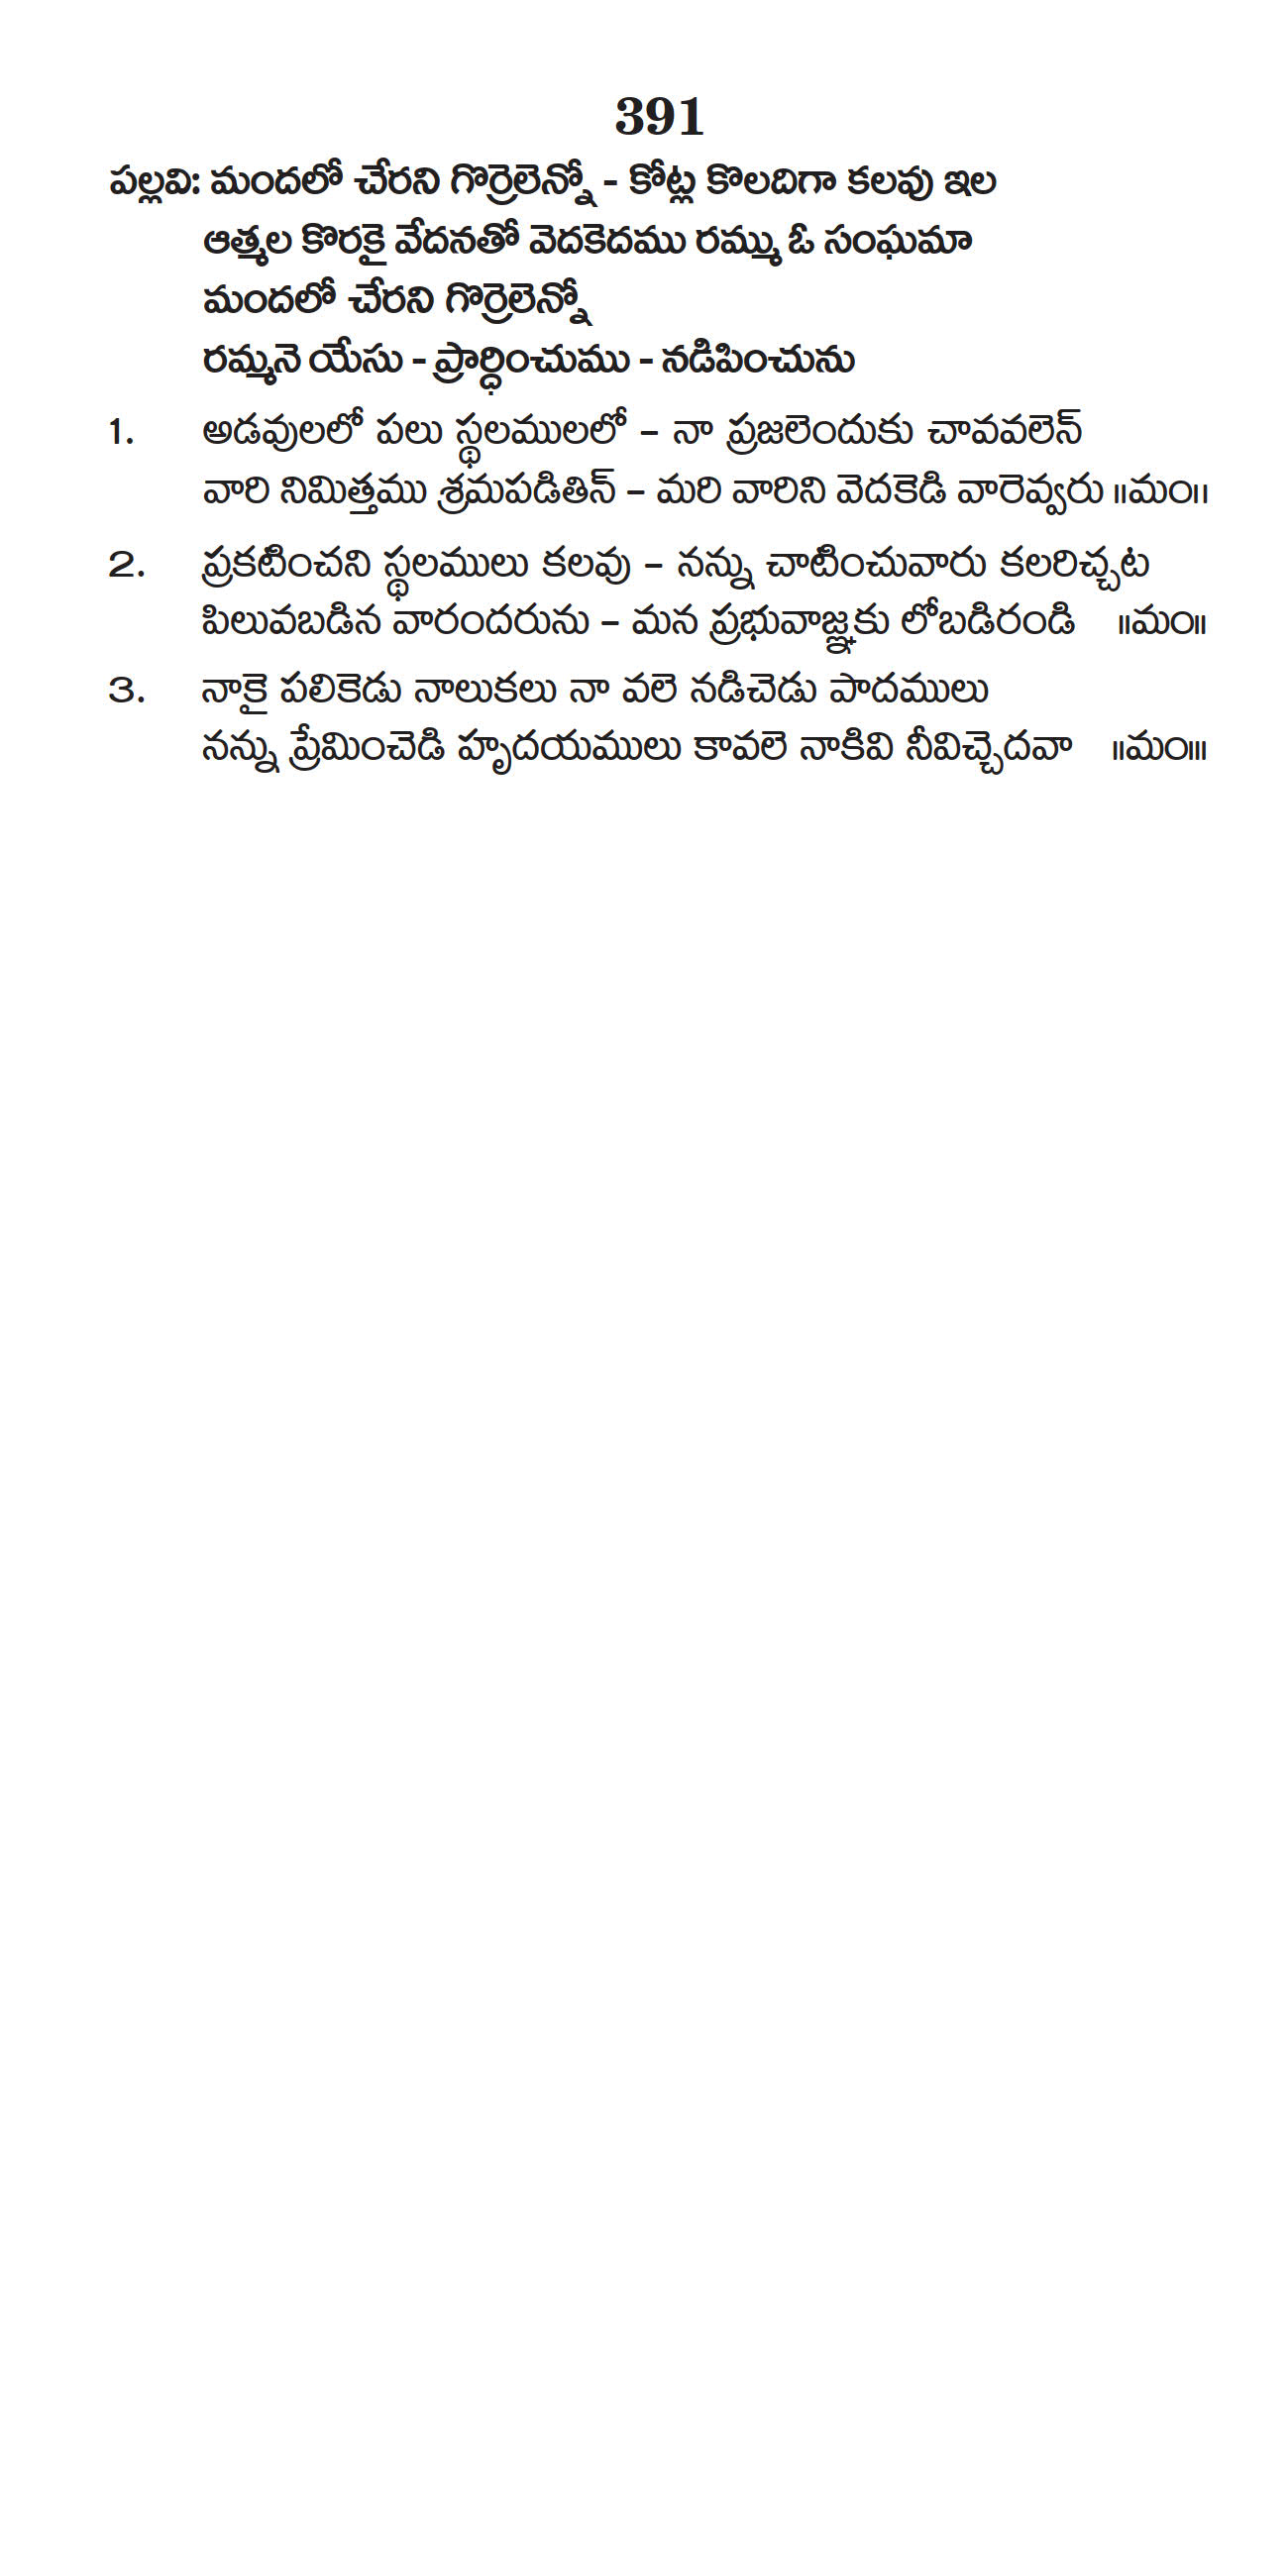 391
పల్లవి: మందలో చేరని గొర్రెలెన్నో - కోట్ల కొలదిగా కలవు ఇల
ఆత్మల కొరకై వేదనతో వెదకెదము రమ్ము ఓ సంఘమా
మందలో చేరని గొర్రెలెన్నో
రమ్మనె యేసు - ప్రార్ధించుము - నడిపించును
1. అడవులలో పలు స్థలములలో – నా ప్రజలెందుకు చావవలెన్
వారి నిమిత్తము శ్రమపడితిన్ – మరి వారిని వెదకెడి వారెవ్వరు ॥మం॥
2. ప్రకటించని స్థలములు కలవు – నన్ను చాటించువారు కలరిచ్చట
పిలువబడిన వారందరును – మన ప్రభువాజ్ఞకు లోబడిరండి ॥మం॥
3. నాకై పలికెడు నాలుకలు నా వలె నడిచెడు పాదములు
నన్ను ప్రేమించెడి హృదయములు కావలె నాకివి నీవిచ్చెదవా ॥మం॥।